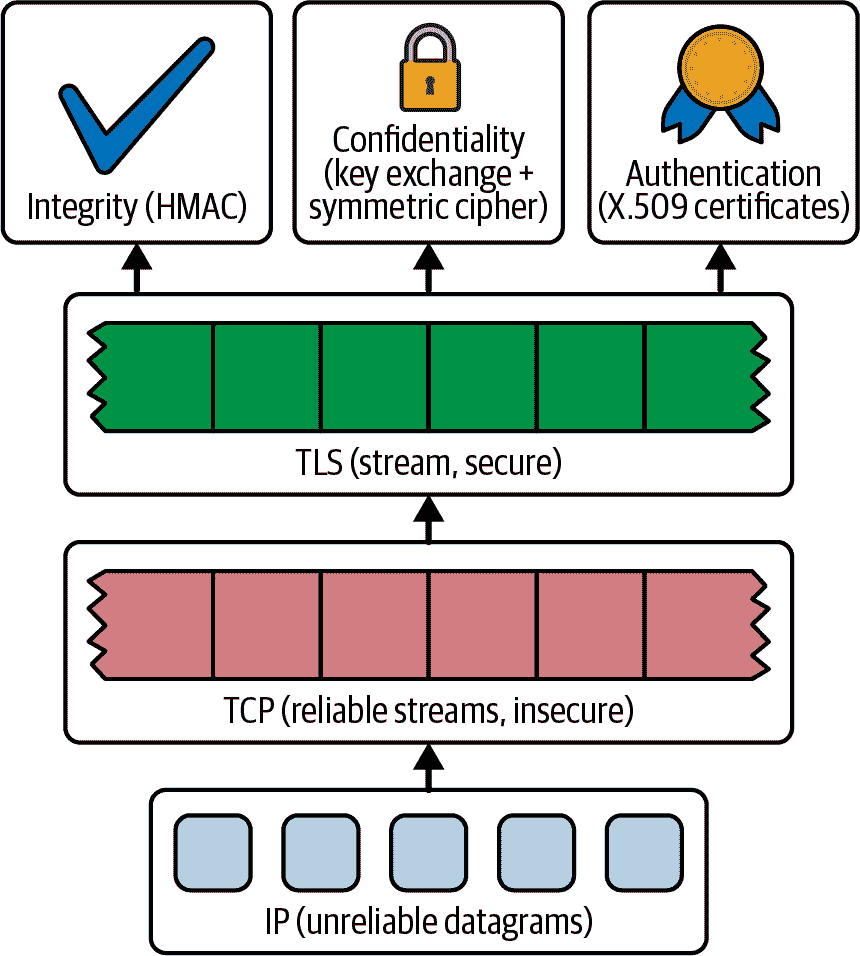 Integrity (HMAC)
Confidentiality
(key exchange +
symmetric cipher)
Authentication
(X.509 certificates)
TLS (stream, secure)
TCP (reliable streams, insecure)
IP (unreliable datagrams)